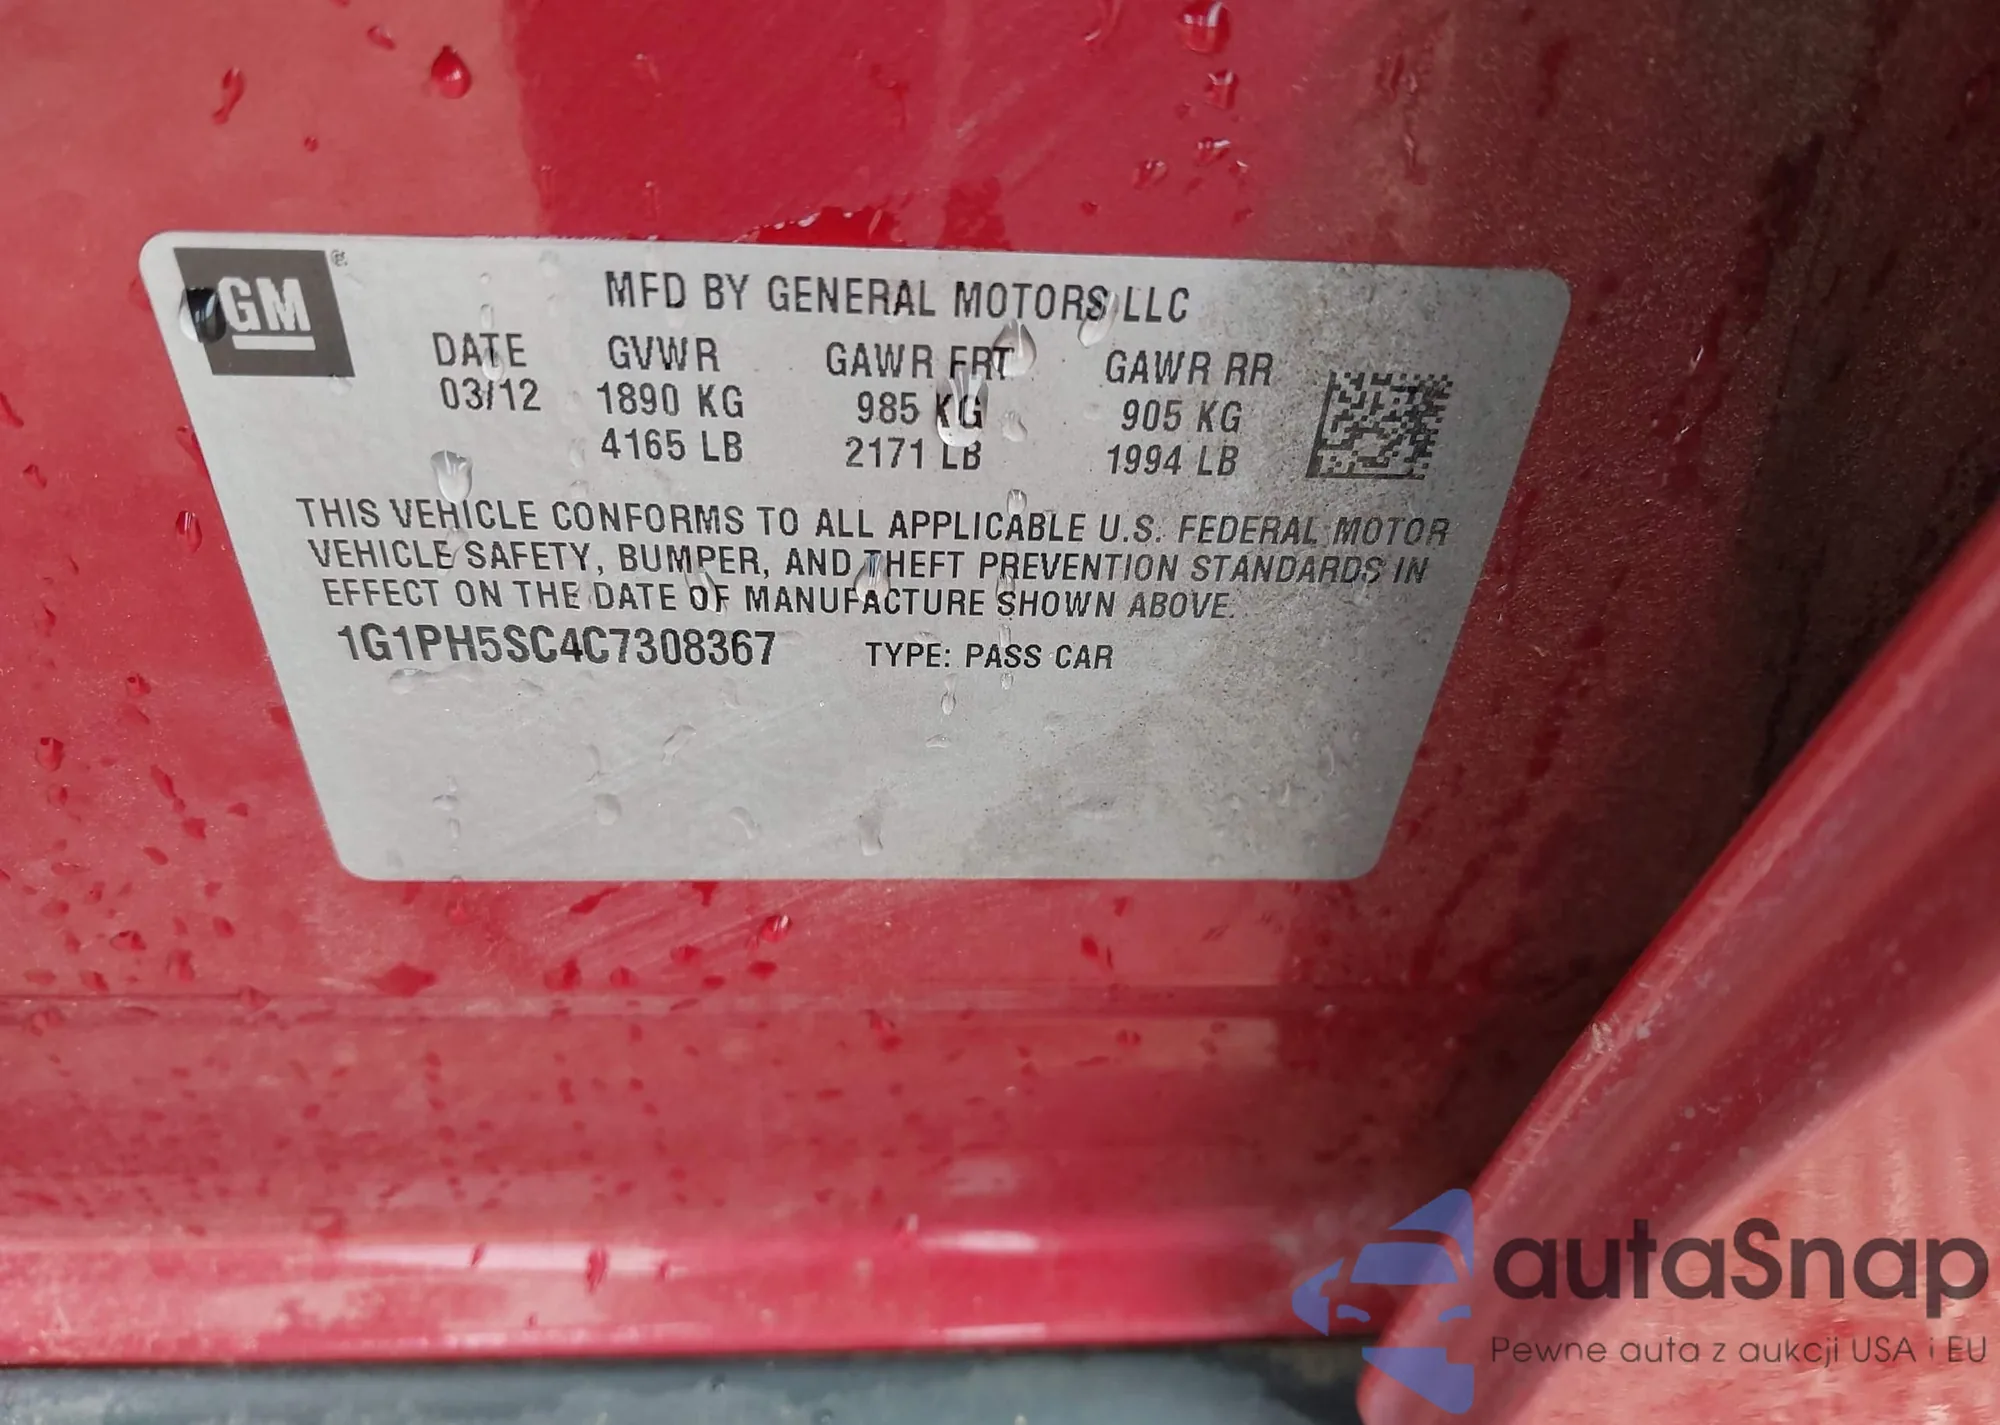 GM
MFD BY GENERAL MOTORS LLC
DATE GVWR GAWR FRT GAWR RR
03/12 1890 KG 985 KG 905 KG
4165 LB 2171 LB 1994 LB
THIS VEHICLE CONFORMS TO ALL APPLICABLE U.S. FEDERAL MOTOR
VEHICLE SAFETY, BUMPER, AND THEFT PREVENTION STANDARDS IN
EFFECT ON THE DATE OF MANUFACTURE SHOWN ABOVE.
1G1PH5SC4C7308367 TYPE: PASS CAR
autaSnap
Pewne auta z aukcji USA i EU